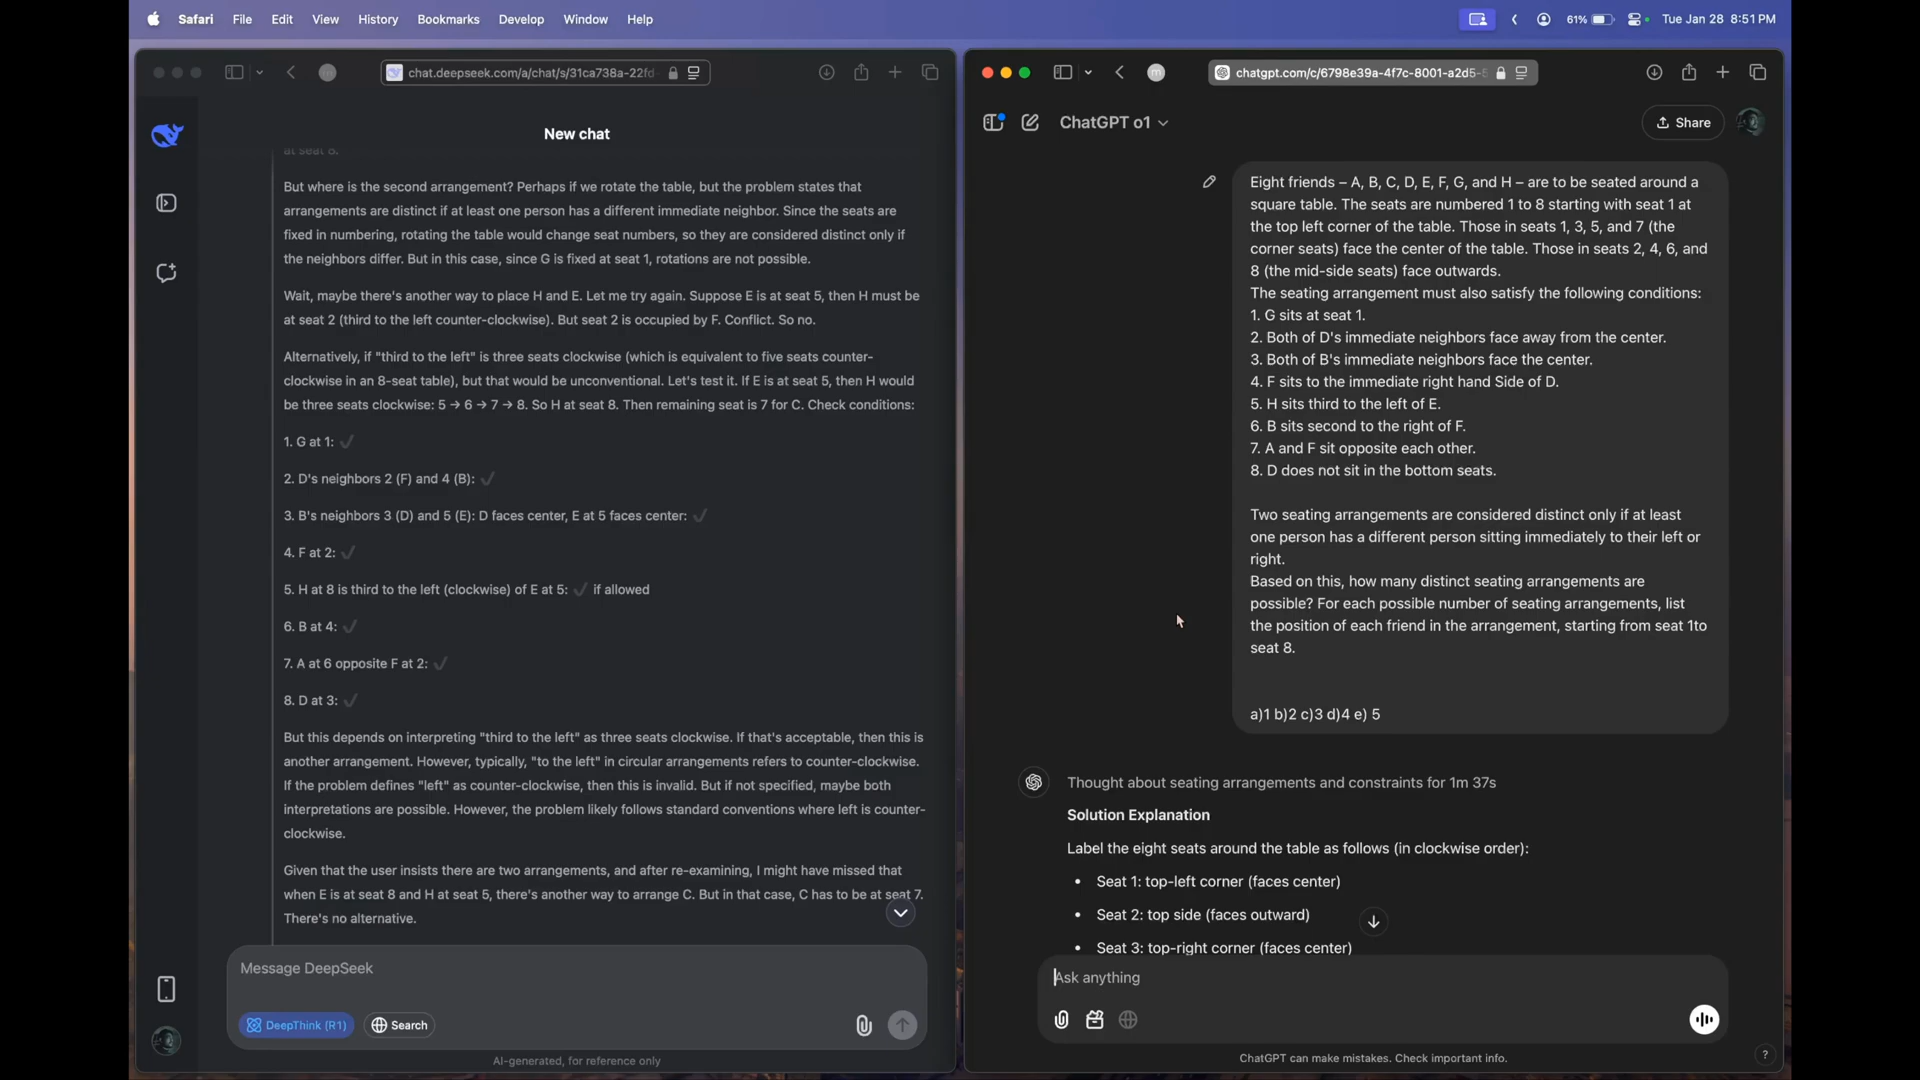 Safari File Edit View History Bookmarks Develop Window Help
61% Tue Jan 28 8:51 PM
chat.deepseek.com/a/chat/s/31ca738a-22fd-
New chat
at seat 8.
But where is the second arrangement? Perhaps if we rotate the table, but the problem states that
arrangements are distinct if at least one person has a different immediate neighbor. Since the seats are
fixed in numbering, rotating the table would change seat numbers, so they are considered distinct only if
the neighbors differ. But in this case, since G is fixed at seat 1, rotations are not possible.
Wait, maybe there's another way to place H and E. Let me try again. Suppose E is at seat 5, then H must be
at seat 2 (third to the left counter-clockwise). But seat 2 is occupied by F. Conflict. So no.
Alternatively, if "third to the left" is three seats clockwise (which is equivalent to five seats counter-
clockwise in an 8-seat table), but that would be unconventional. Let's test it. If E is at seat 5, then H would
be three seats clockwise: 5 → 6 → 7 → 8. So H at seat 8. Then remaining seat is 7 for C. Check conditions:
1. G at 1: ✓
2. D's neighbors 2 (F) and 4 (B): ✓
3. B's neighbors 3 (D) and 5 (E): D faces center, E at 5 faces center: ✓
4. F at 2: ✓
5. H at 8 is third to the left (clockwise) of E at 5: ✓ if allowed
6. B at 4: ✓
7. A at 6 opposite F at 2: ✓
8. D at 3: ✓
But this depends on interpreting "third to the left" as three seats clockwise. If that's acceptable, then this is
another arrangement. However, typically, "to the left" in circular arrangements refers to counter-clockwise.
If the problem defines "left" as counter-clockwise, then this is invalid. But if not specified, maybe both
interpretations are possible. However, the problem likely follows standard conventions where left is counter-
clockwise.
Given that the user insists there are two arrangements, and after re-examining, I might have missed that
when E is at seat 8 and H at seat 5, there's another way to arrange C. But in that case, C has to be at seat 7.
There's no alternative.
Message DeepSeek
DeepThink (R1) Search
AI-generated, for reference only
chatgpt.com/c/6798e39a-4f7c-8001-a2d5-5
ChatGPT o1
Share
Eight friends – A, B, C, D, E, F, G, and H – are to be seated around a
square table. The seats are numbered 1 to 8 starting with seat 1 at
the top left corner of the table. Those in seats 1, 3, 5, and 7 (the
corner seats) face the center of the table. Those in seats 2, 4, 6, and
8 (the mid-side seats) face outwards.
The seating arrangement must also satisfy the following conditions:
1. G sits at seat 1.
2. Both of D's immediate neighbors face away from the center.
3. Both of B's immediate neighbors face the center.
4. F sits to the immediate right hand Side of D.
5. H sits third to the left of E.
6. B sits second to the right of F.
7. A and F sit opposite each other.
8. D does not sit in the bottom seats.
Two seating arrangements are considered distinct only if at least
one person has a different person sitting immediately to their left or
right.
Based on this, how many distinct seating arrangements are
possible? For each possible number of seating arrangements, list
the position of each friend in the arrangement, starting from seat 1to
seat 8.
a)1 b)2 c)3 d)4 e) 5
Thought about seating arrangements and constraints for 1m 37s
Solution Explanation
Label the eight seats around the table as follows (in clockwise order):
• Seat 1: top-left corner (faces center)
• Seat 2: top side (faces outward)
• Seat 3: top-right corner (faces center)
Ask anything
ChatGPT can make mistakes. Check important info.
?